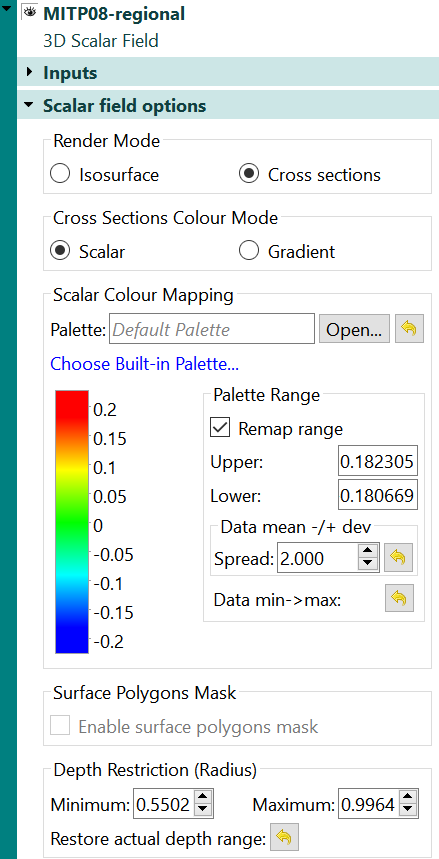 MITP08-regional
3D Scalar Field
Inputs
Scalar field options
Render Mode
Isosurface Cross sections
Cross Sections Colour Mode
Scalar Gradient
Scalar Colour Mapping
Palette: Default Palette Open...
Choose Built-in Palette...
0.2
0.15
0.1
0.05
0
-0.05
-0.1
-0.15
-0.2
Palette Range
Remap range
Upper: 0.182305
Lower: 0.180669
Data mean -/+ dev
Spread: 2.000
Data min->max:
Surface Polygons Mask
Enable surface polygons mask
Depth Restriction (Radius)
Minimum: 0.5502 Maximum: 0.9964
Restore actual depth range: